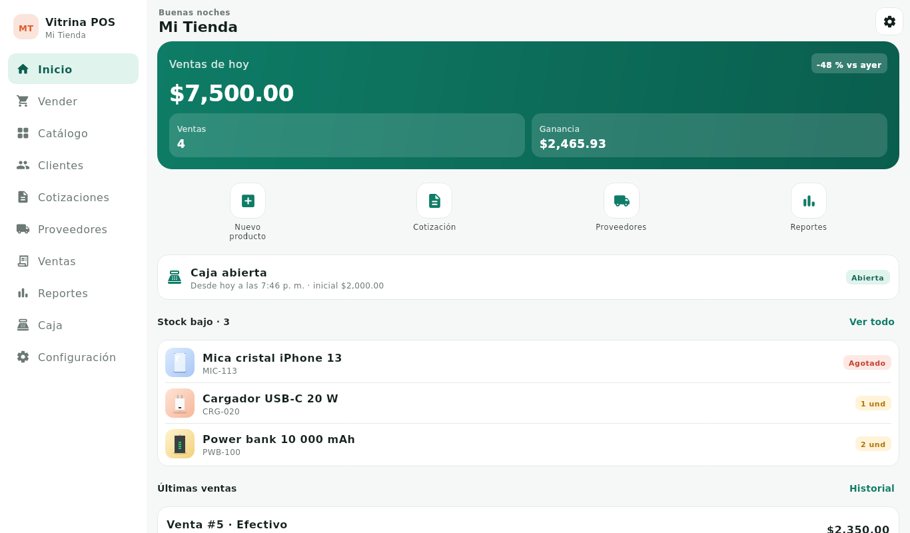 MT
Vitrina POS
Mi Tienda
Inicio
Vender
Catálogo
Clientes
Cotizaciones
Proveedores
Ventas
Reportes
Caja
Configuración
Buenas noches
Mi Tienda
Ventas de hoy
-48 % vs ayer
$7,500.00
Ventas
4
Ganancia
$2,465.93
Nuevo
producto
Cotización
Proveedores
Reportes
Caja abierta
Desde hoy a las 7:46 p. m. · inicial $2,000.00
Abierta
Stock bajo · 3
Ver todo
Mica cristal iPhone 13
MIC-113
Agotado
Cargador USB-C 20 W
CRG-020
1 und
Power bank 10 000 mAh
PWB-100
2 und
Últimas ventas
Historial
Venta #5 · Efectivo
$2,350.00